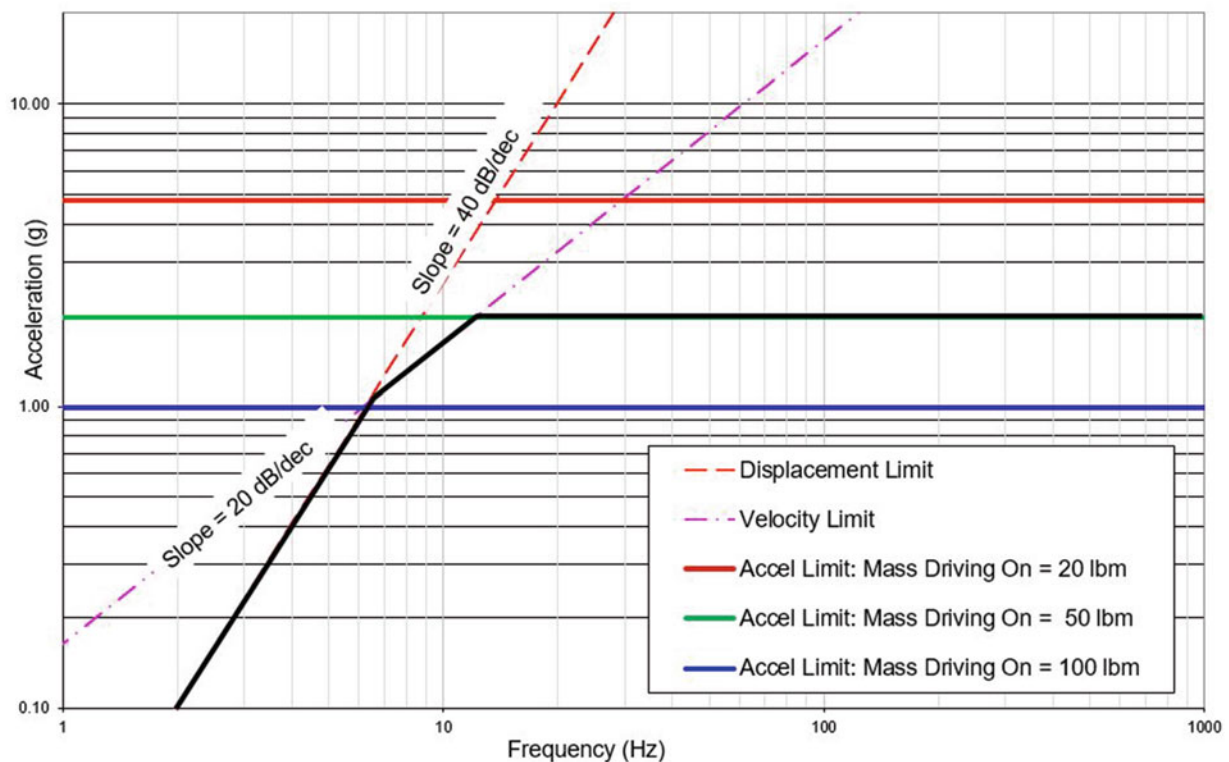 10.00
1.00
0.10
Acceleration (g)
Slope = 40 dB/dec
Slope = 20 dB/dec
Displacement Limit
Velocity Limit
Accel Limit: Mass Driving On = 20 lbm
Accel Limit: Mass Driving On = 50 lbm
Accel Limit: Mass Driving On = 100 lbm
1
10
100
1000
Frequency (Hz)